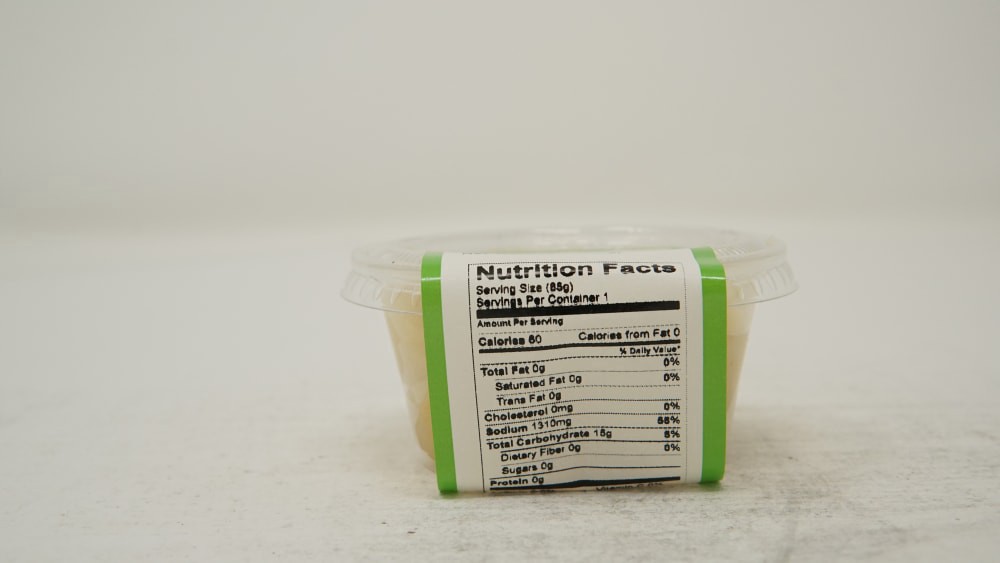 Nutrition Facts
Serving Size (85g)
Servings Per Container 1
Amount Per Serving
Calories 60 Calories from Fat 0
% Daily Value*
Total Fat 0g 0%
Saturated Fat 0g 0%
Trans Fat 0g
Cholesterol 0mg 0%
Sodium 1310mg 55%
Total Carbohydrate 15g 5%
Dietary Fiber 0g 0%
Sugars 0g
Protein 0g